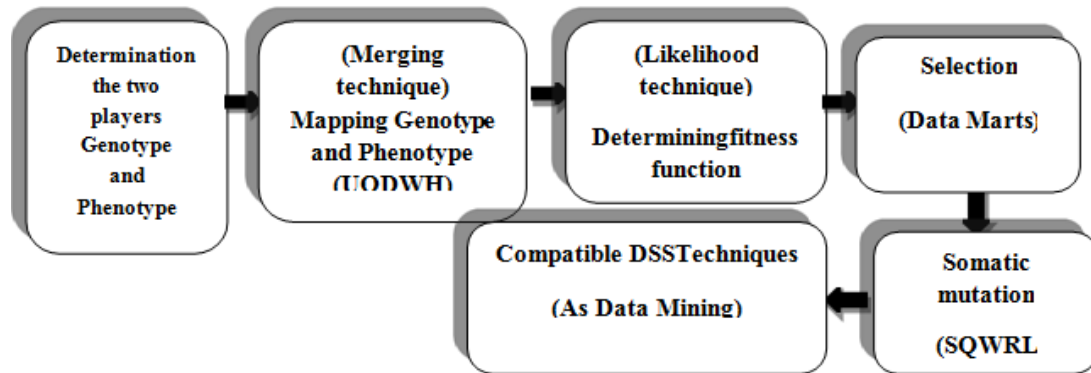 Determination
the two
players
Genotype
and
Phenotype
(Merging
technique)
Mapping Genotype
and Phenotype
(UODWH)
(Likelihood
technique)
Determiningfitness
function
Selection
(Data Marts)
Somatic
mutation
(SQWRL
Compatible DSSTechniques
(As Data Mining)